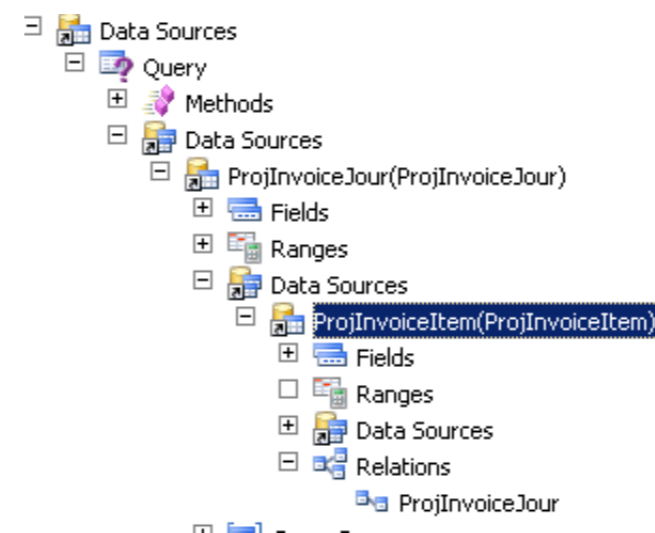 Data Sources
Query
Methods
Data Sources
ProjInvoiceJour(ProjInvoiceJour)
Fields
Ranges
Data Sources
ProjInvoiceItem(ProjInvoiceItem)
Fields
Ranges
Data Sources
Relations
ProjInvoiceJour